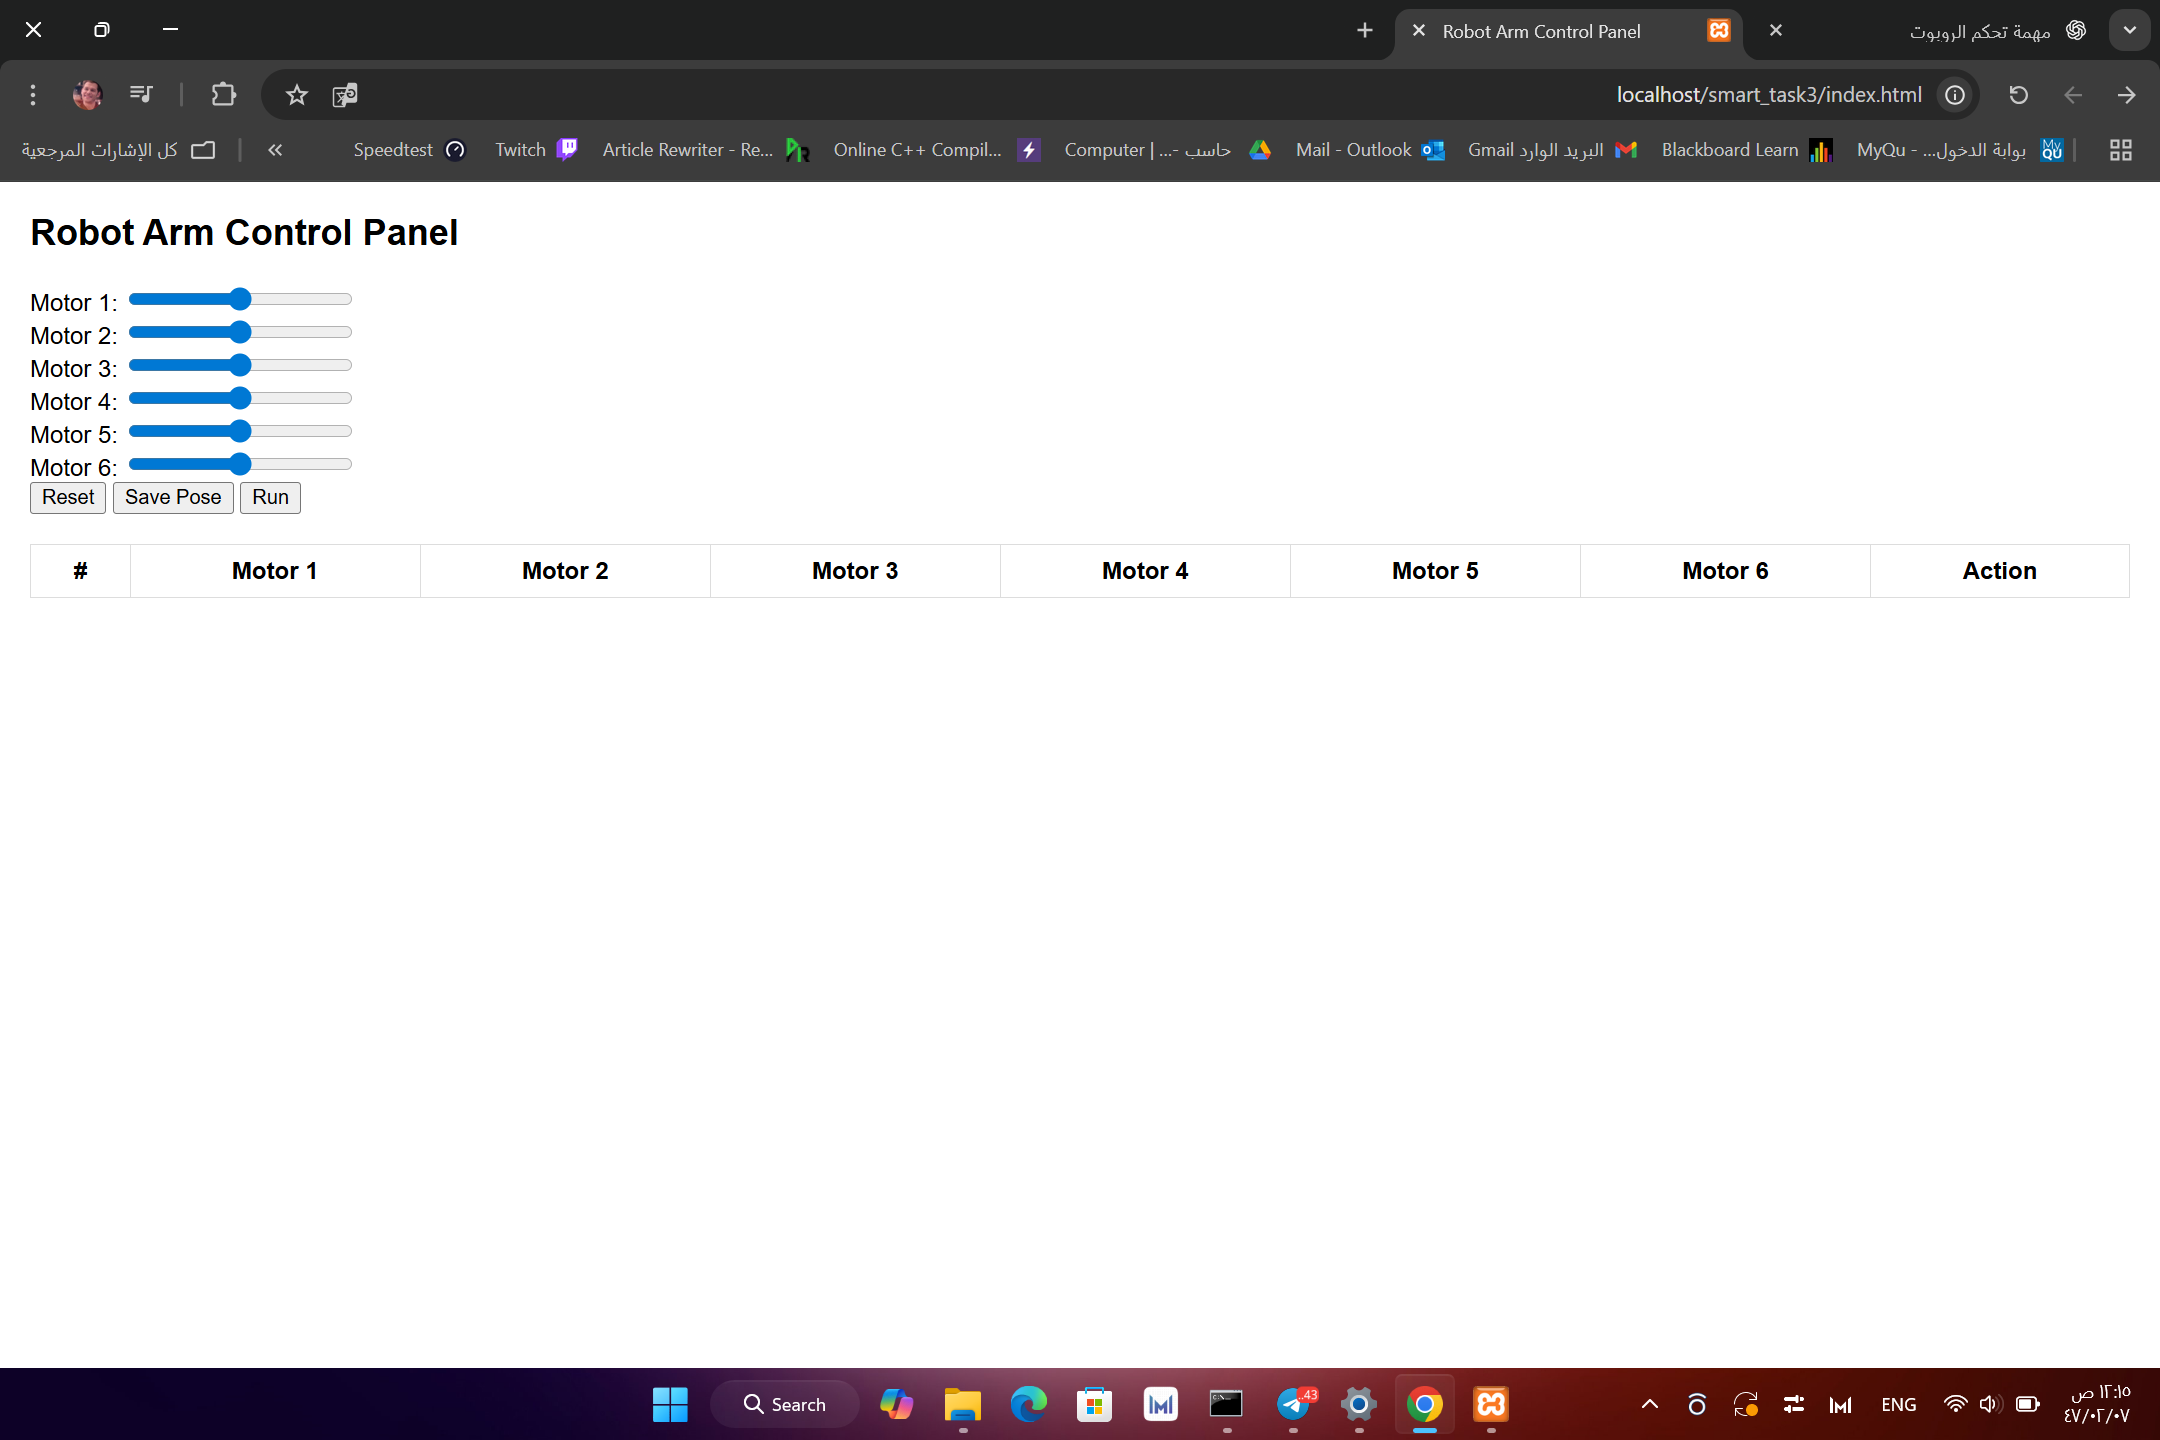 Robot Arm Control Panel
مهمة تحكم الروبوت
localhost/smart_task3/index.html
كل الإشارات المرجعية
Speedtest
Twitch
Article Rewriter - Re...
Online C++ Compil...
Computer | ...- حاسب
Mail - Outlook
Gmail البريد الوارد
Blackboard Learn
MyQu - ...بوابة الدخول
Robot Arm Control Panel
Motor 1:
Motor 2:
Motor 3:
Motor 4:
Motor 5:
Motor 6:
Reset Save Pose Run
# Motor 1 Motor 2 Motor 3 Motor 4 Motor 5 Motor 6 Action
Search
..43
ENG
١٢:١٥ ص
٤٧/٠٢/٠٧